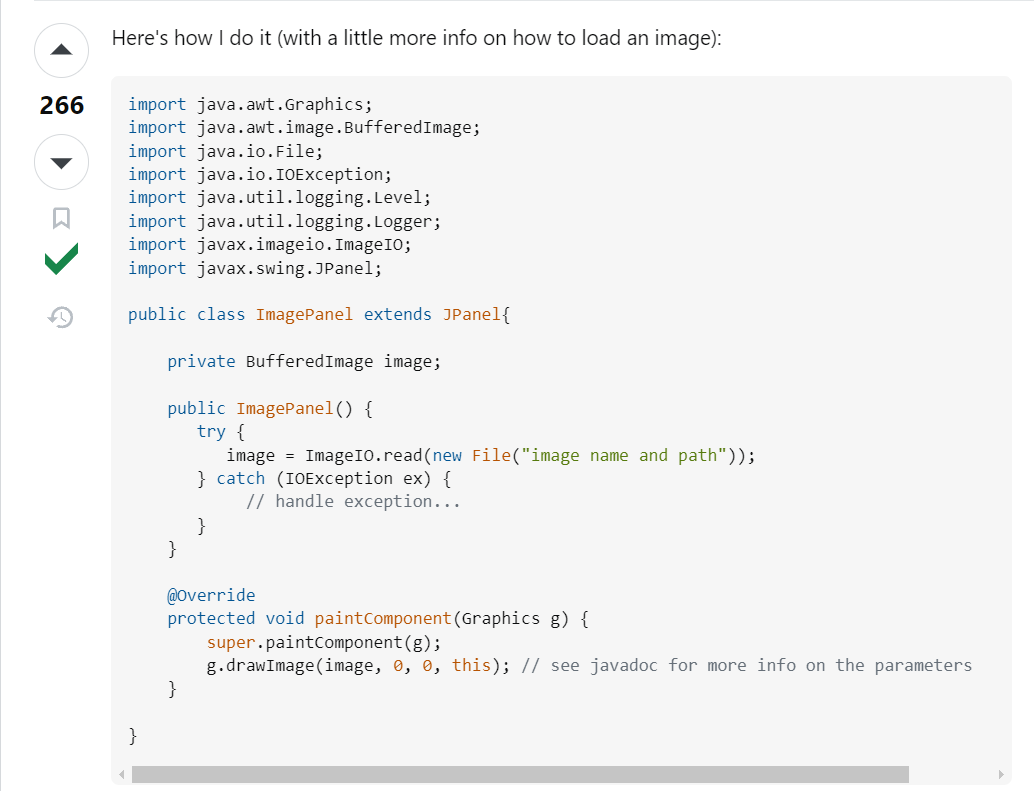 Here's how I do it (with a little more info on how to load an image):
266
import java.awt.Graphics;
import java.awt.image.BufferedImage;
import java.io.File;
import java.io.IOException;
import java.util.logging.Level;
import java.util.logging.Logger;
import javax.imageio.ImageIO;
import javax.swing.JPanel;

public class ImagePanel extends JPanel{

    private BufferedImage image;

    public ImagePanel() {
       try {
          image = ImageIO.read(new File("image name and path"));
       } catch (IOException ex) {
            // handle exception...
       }
    }

    @Override
    protected void paintComponent(Graphics g) {
        super.paintComponent(g);
        g.drawImage(image, 0, 0, this); // see javadoc for more info on the parameters
    }

}